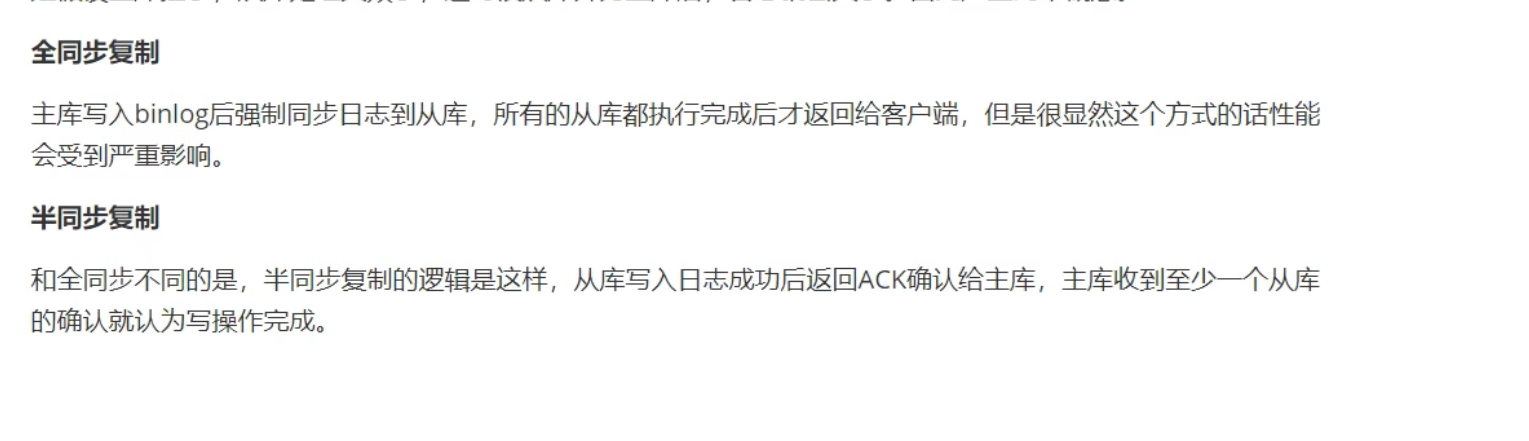 全同步复制
主库写入binlog后强制同步日志到从库，所有的从库都执行完成后才返回给客户端，但是很显然这个方式的话性能
会受到严重影响。
半同步复制
和全同步不同的是，半同步复制的逻辑是这样，从库写入日志成功后返回ACK确认给主库，主库收到至少一个从库
的确认就认为写操作完成。